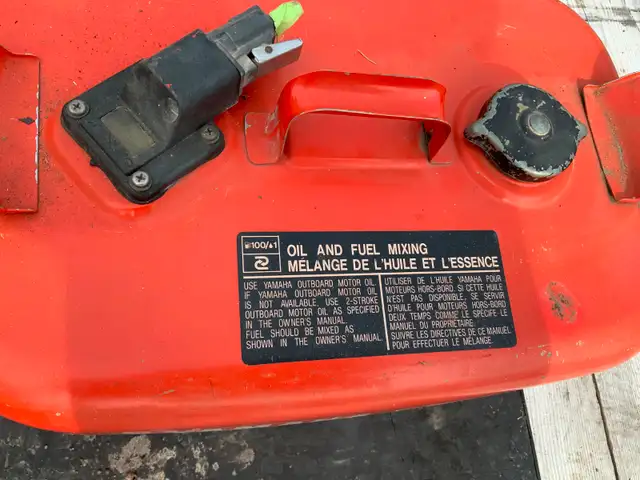 100/1
OIL AND FUEL MIXING
MÉLANGE DE L'HUILE ET L'ESSENCE
USE YAMAHA OUTBOARD MOTOR OIL.
IF YAMAHA OUTBOARD MOTOR OIL
IS NOT AVAILABLE. USE 2-STROKE
OUTBOARD MOTOR OIL AS SPECIFIED
IN THE OWNER'S MANUAL.
FUEL SHOULD BE MIXED AS
SHOWN IN THE OWNER'S MANUAL
UTILISER DE L'HUILE YAMAHA POUR
MOTEURS HORS-BORD. SI CETTE HUILE
N'EST PAS DISPONIBLE, SE SERVIR
D'HUILE POUR MOTEURS HORS-BORD
DEUX TEMPS COMME SPÉCIFIÉ LE
MANUEL DU PROPRIÉTAIRE.
SUIVRE LES DIRECTIVES DE CE MANUEL
POUR EFFECTUER LE MÉLANGE.